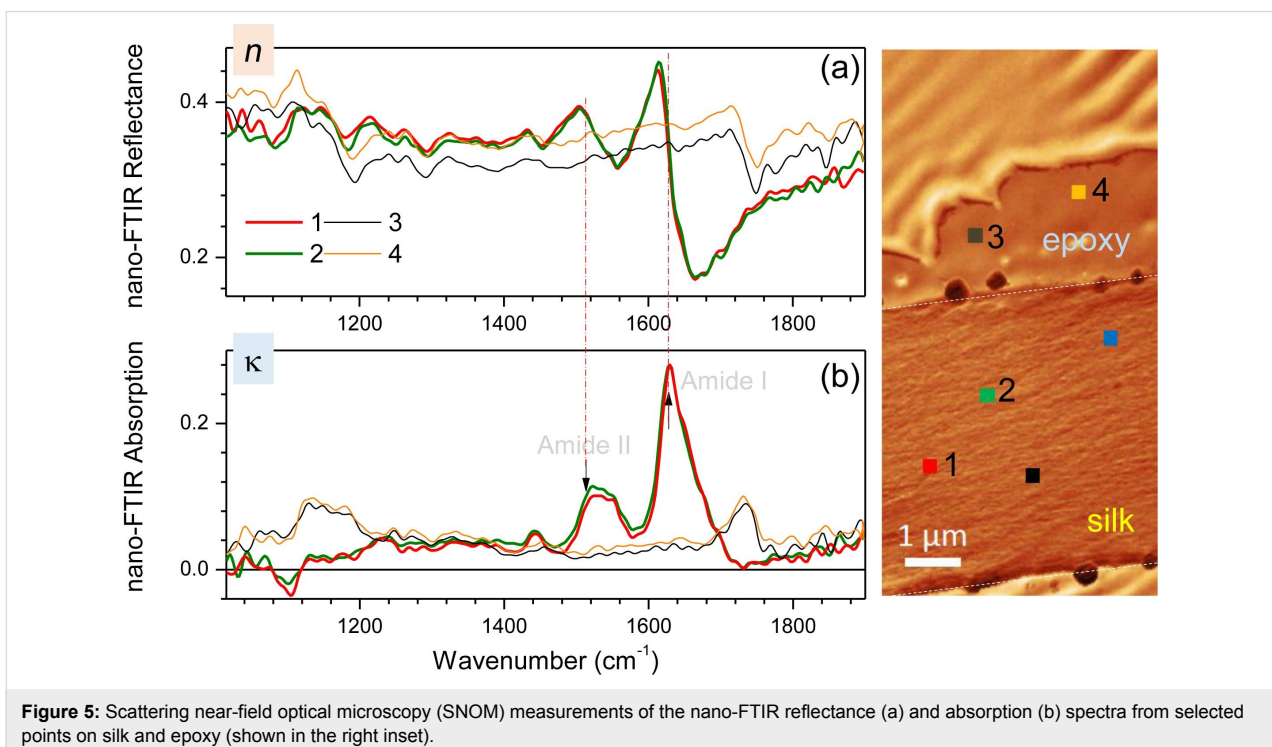 n
(a)
nano-FTIR Reflectance
0.4
0.2
1 3
2 4
1200 1400 1600 1800
κ
(b)
nano-FTIR Absorption
Amide I
Amide II
0.2
0.0
1200 1400 1600 1800
Wavenumber (cm⁻¹)
4
3
epoxy
2
1
silk
1 μm
Figure 5: Scattering near-field optical microscopy (SNOM) measurements of the nano-FTIR reflectance (a) and absorption (b) spectra from selected
points on silk and epoxy (shown in the right inset).